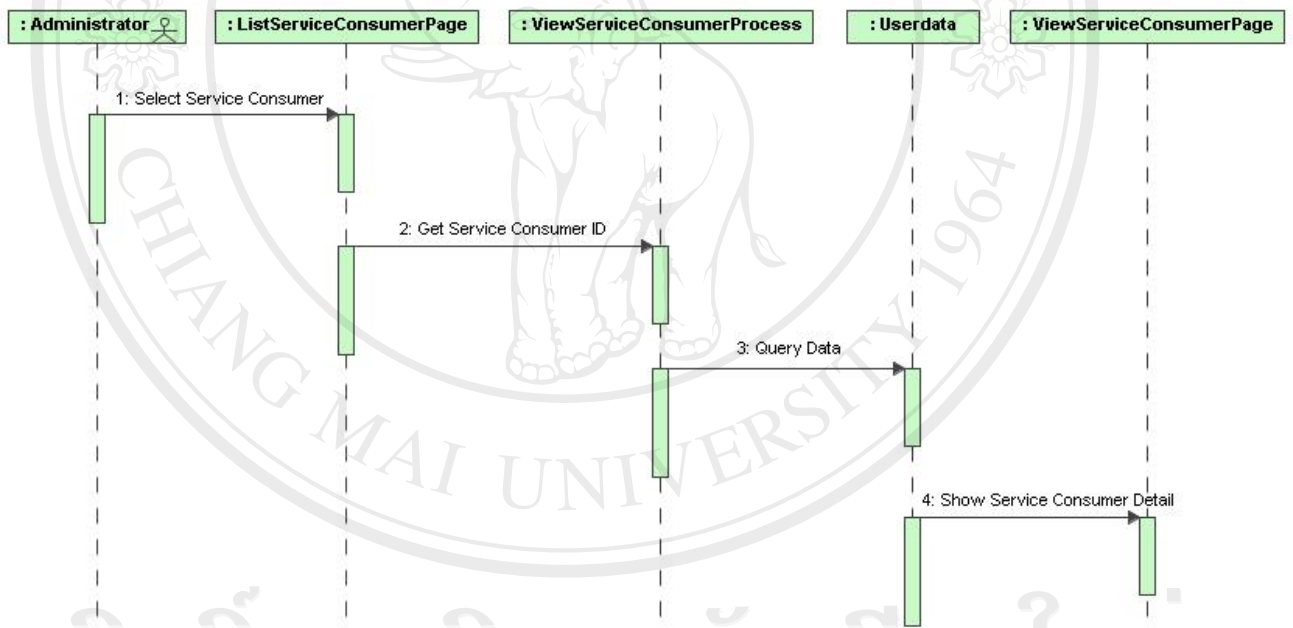 : Administrator
: ListServiceConsumerPage
: ViewServiceConsumerProcess
: Userdata
: ViewServiceConsumerPage
1: Select Service Consumer
2: Get Service Consumer ID
3: Query Data
4: Show Service Consumer Detail
CHIANG MAI UNIVERSITY 1964